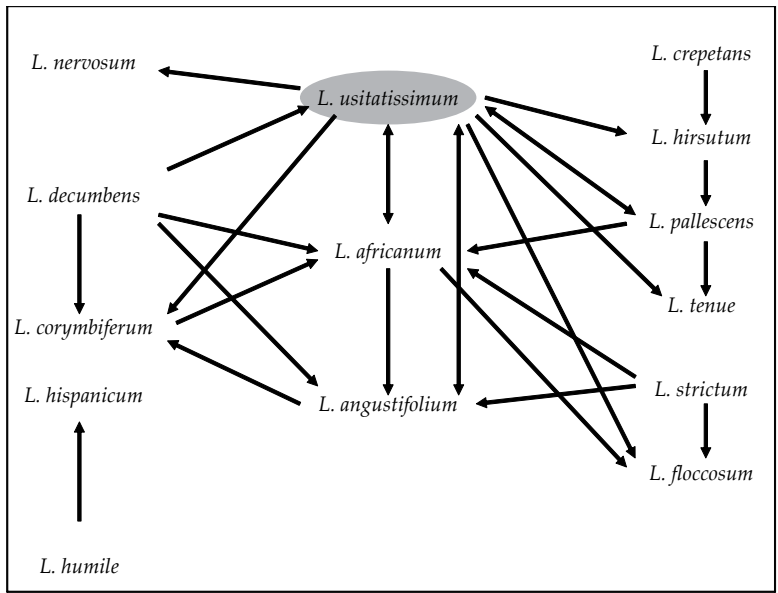 L. nervosum
L. crepetans
L. usitatissimum
L. hirsutum
L. decumbens
L. pallescens
L. africanum
L. tenue
L. corymbiferum
L. hispanicum
L. angustifolium
L. strictum
L. floccosum
L. humile